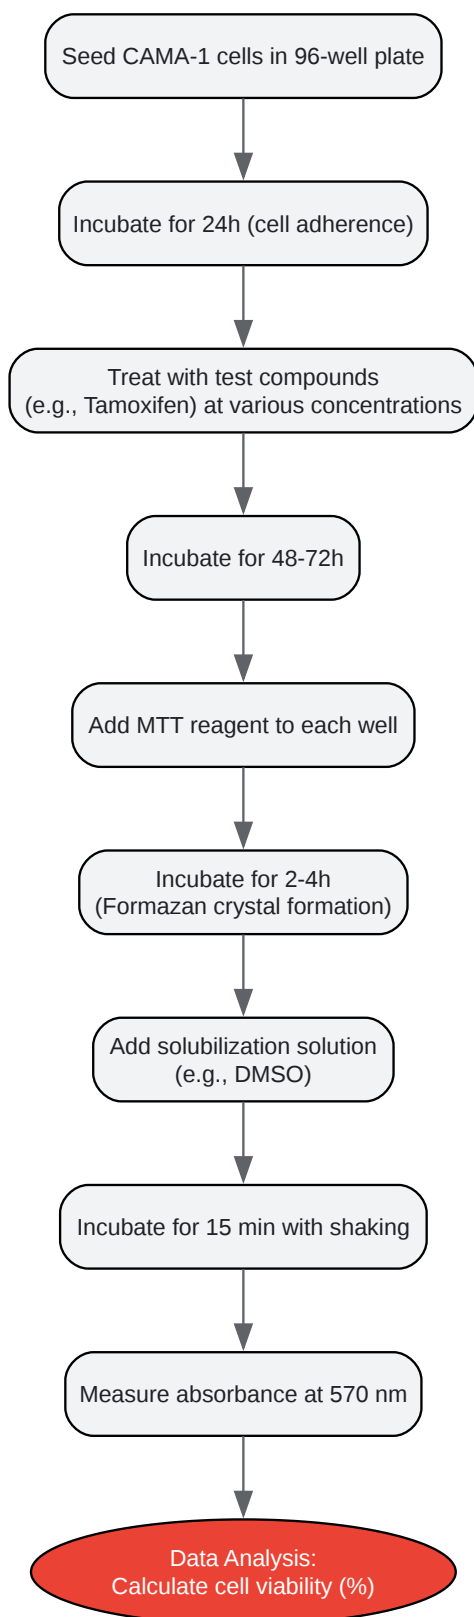 Seed CAMA-1 cells in 96-well plate
Incubate for 24h (cell adherence)
Treat with test compounds
(e.g., Tamoxifen) at various concentrations
Incubate for 48-72h
Add MTT reagent to each well
Incubate for 2-4h
(Formazan crystal formation)
Add solubilization solution
(e.g., DMSO)
Incubate for 15 min with shaking
Measure absorbance at 570 nm
Data Analysis:
Calculate cell viability (%)